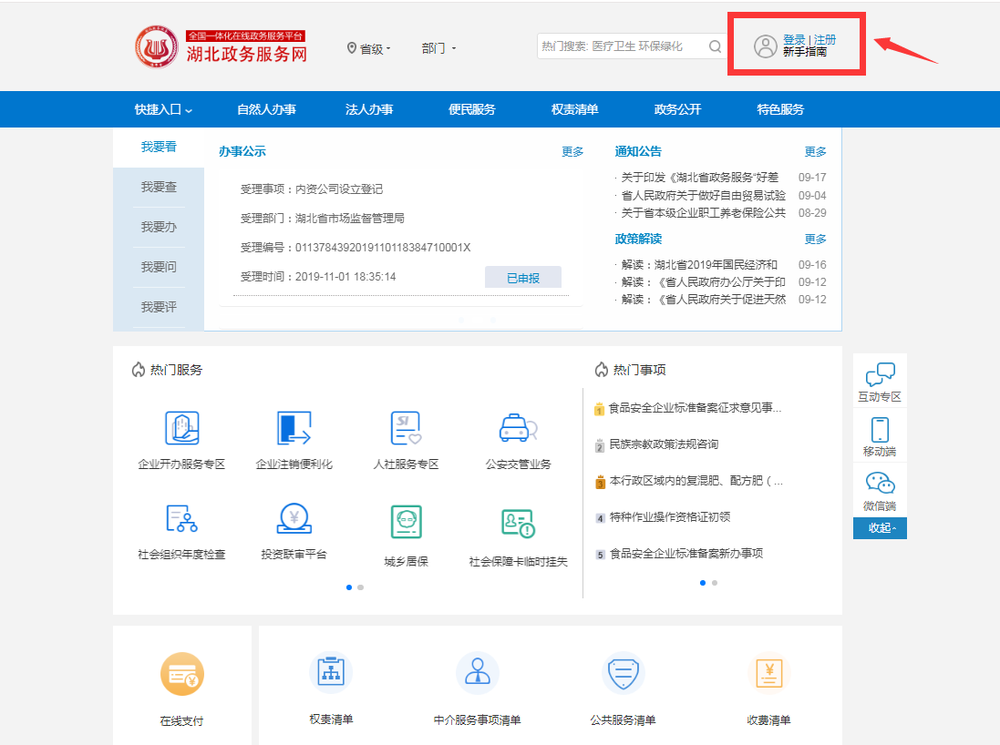 全国一体化在线政务服务平台
湖北政务服务网
省级
部门
热门搜索: 医疗卫生 环保绿化
登录 | 注册
新手指南
快捷入口
自然人办事
法人办事
便民服务
权责清单
政务公开
特色服务
我要看
我要查
我要办
我要问
我要评
办事公示
更多
受理事项：内资公司设立登记
受理部门：湖北省市场监督管理局
受理编号：0113784392019110118384710001X
受理时间：2019-11-01 18:35:14
已申报
通知公告
更多
· 关于印发《湖北省政务服务“好差 09-17
· 省人民政府关于做好自由贸易试验 09-04
· 关于省本级企业职工养老保险公共 08-29
政策解读
更多
· 解读：湖北省2019年国民经济和 09-16
· 解读：《省人民政府办公厅关于印 09-12
· 解读：《省人民政府关于促进天然 09-12
热门服务
企业开办服务专区
企业注销便利化
SI
人社服务专区
公安交管业务
社会组织年度检查
¥
投资联审平台
城乡居保
社会保障卡临时挂失
热门事项
1 食品安全企业标准备案征求意见事...
2 民族宗教政策法规咨询
3 本行政区域内的复混肥、配方肥（...
4 特种作业操作资格证初领
5 食品安全企业标准备案新办事项
互动专区
移动端
微信端
收起
¥
在线支付
权责清单
中介服务事项清单
公共服务清单
¥
收费清单